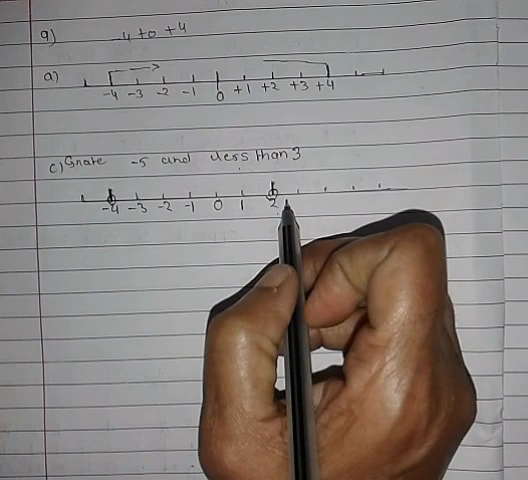 9) -4 to +4
a) -4 -3 -2 -1 0 +1 +2 +3 +4
c) Grate -5 and less than 3
-4 -3 -2 -1 0 1 2